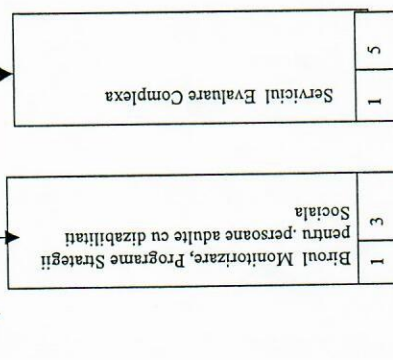 Biroul Monitorizare, Programe Strategii
pentru .persoane adulte cu dizabilitati
Sociala
1
3
Serviciul Evaluare Complexa
1
5